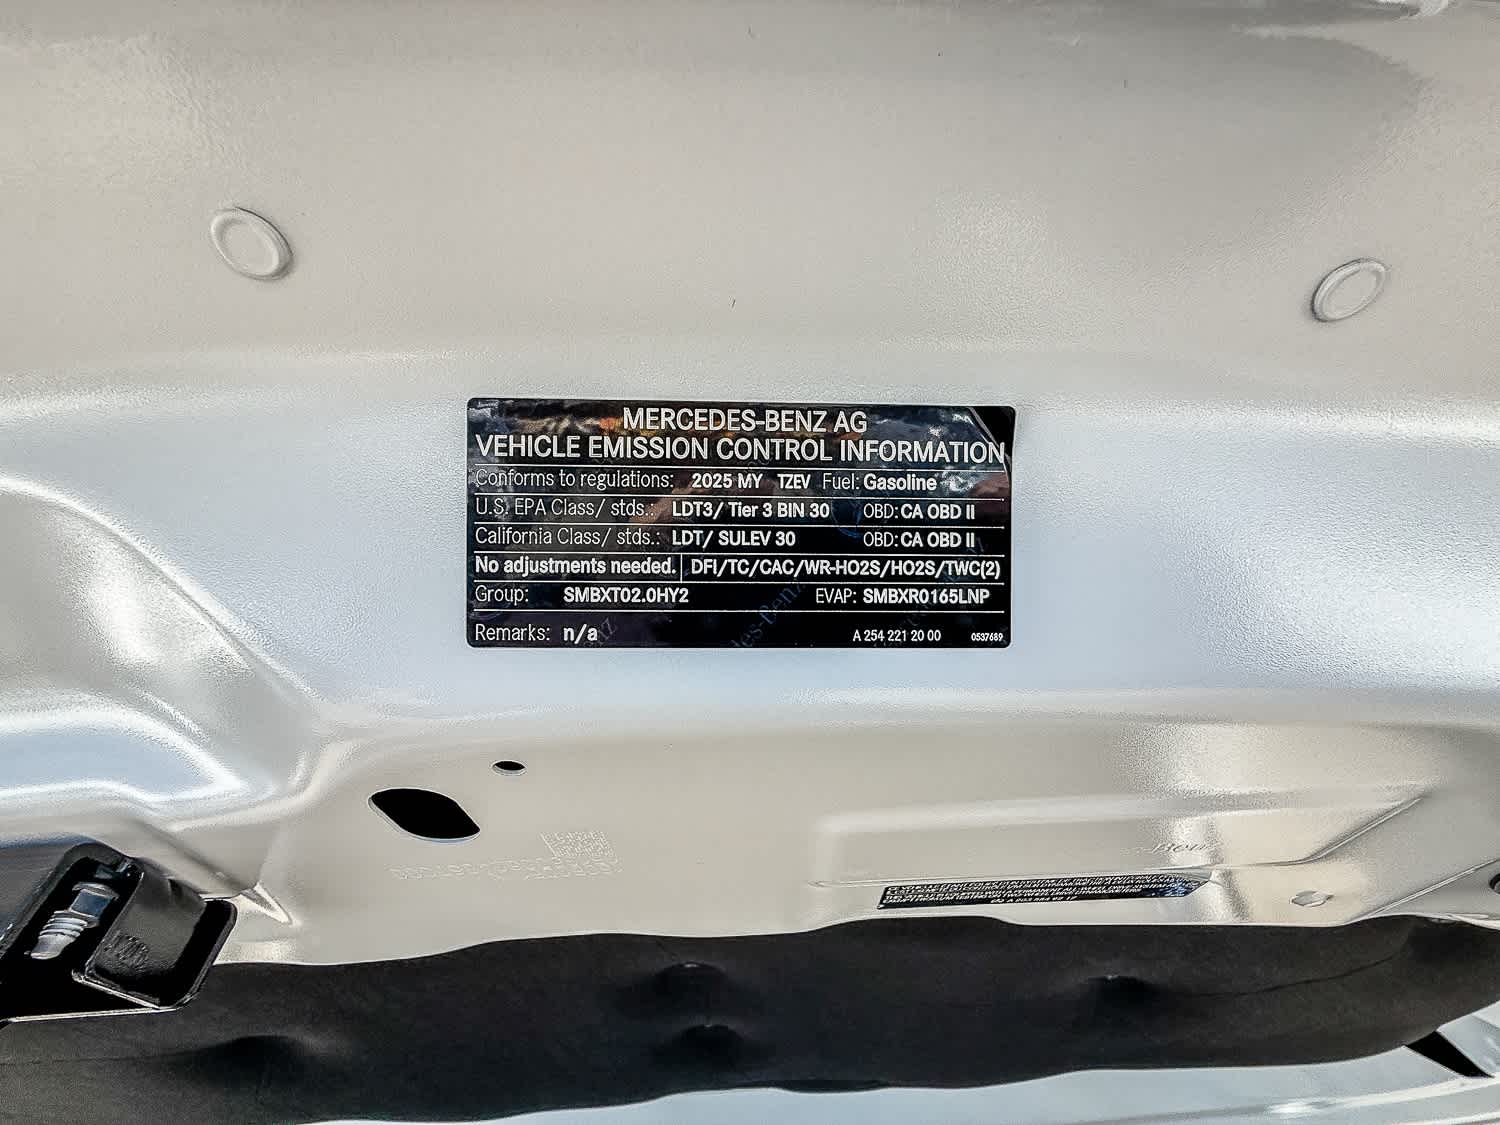 MERCEDES-BENZ AG
VEHICLE EMISSION CONTROL INFORMATION
Conforms to regulations: 2025 MY TZEV Fuel: Gasoline
U.S. EPA Class/ stds.: LDT3/ Tier 3 BIN 30 OBD: CA OBD II
California Class/ stds.: LDT/ SULEV 30 OBD: CA OBD II
No adjustments needed. DFI/TC/CAC/WR-HO2S/HO2S/TWC(2)
Group: SMBXT02.0HY2 EVAP: SMBXR0165LNP
Remarks: n/a A 254 221 20 00 0537689